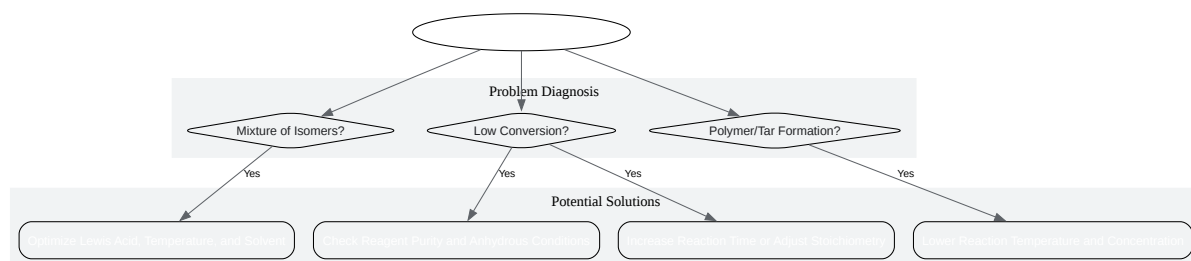 Problem Diagnosis
Mixture of Isomers?
Low Conversion?
Polymer/Tar Formation?
Yes
Yes
Yes
Yes
Potential Solutions
Optimize Lewis Acid, Temperature, and Solvent
Check Reagent Purity and Anhydrous Conditions
Increase Reaction Time or Adjust Stoichiometry
Lower Reaction Temperature and Concentration